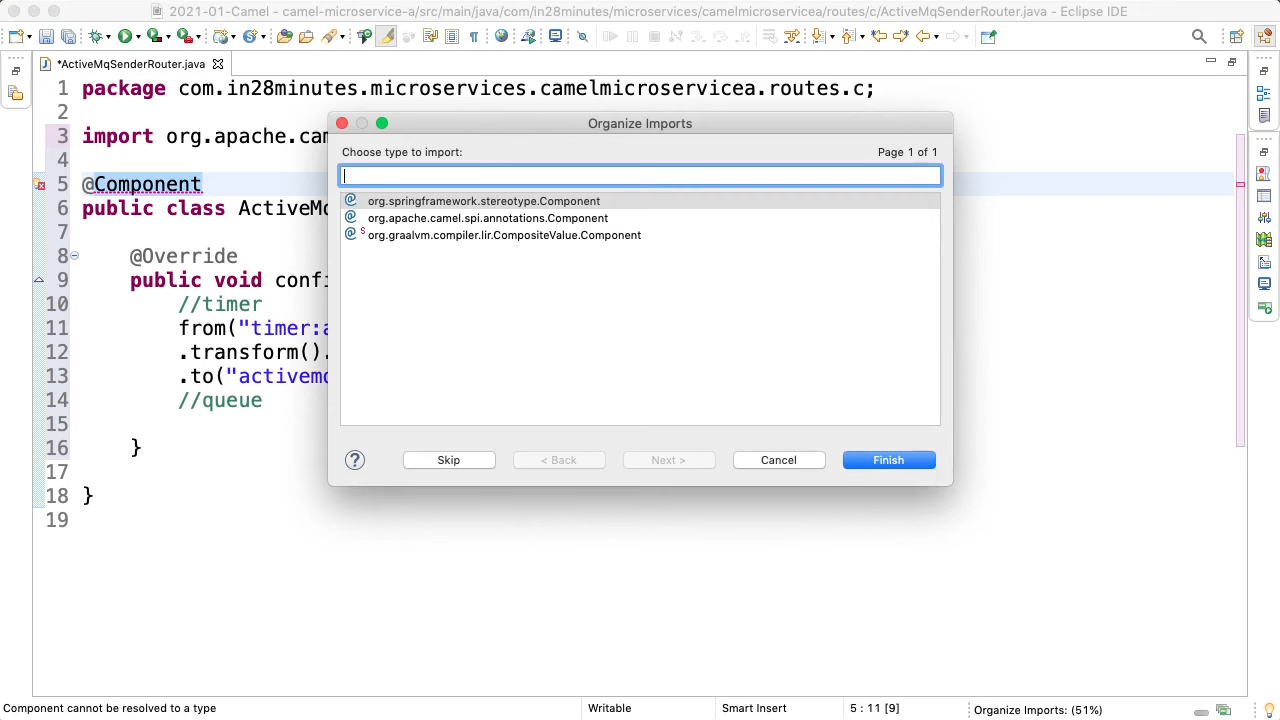 2021-01-Camel - camel-microservice-a/src/main/java/com/in28minutes/microservices/camelmicroservicea/routes/c/ActiveMqSenderRouter.java - Eclipse IDE
*ActiveMqSenderRouter.java
1 package com.in28minutes.microservices.camelmicroservicea.routes.c;
2
3 import org.apache.cam
4
5 @Component
6 public class ActiveMq
7
8 @Override
9 public void confi
10 //timer
11 from("timer:a
12 .transform().
13 .to("activemq
14 //queue
15
16 }
17
18 }
19
Organize Imports
Choose type to import: Page 1 of 1
org.springframework.stereotype.Component
org.apache.camel.spi.annotations.Component
org.graalvm.compiler.lir.CompositeValue.Component
? Skip < Back Next > Cancel Finish
Component cannot be resolved to a type Writable Smart Insert 5 : 11 [9] Organize Imports: (51%)